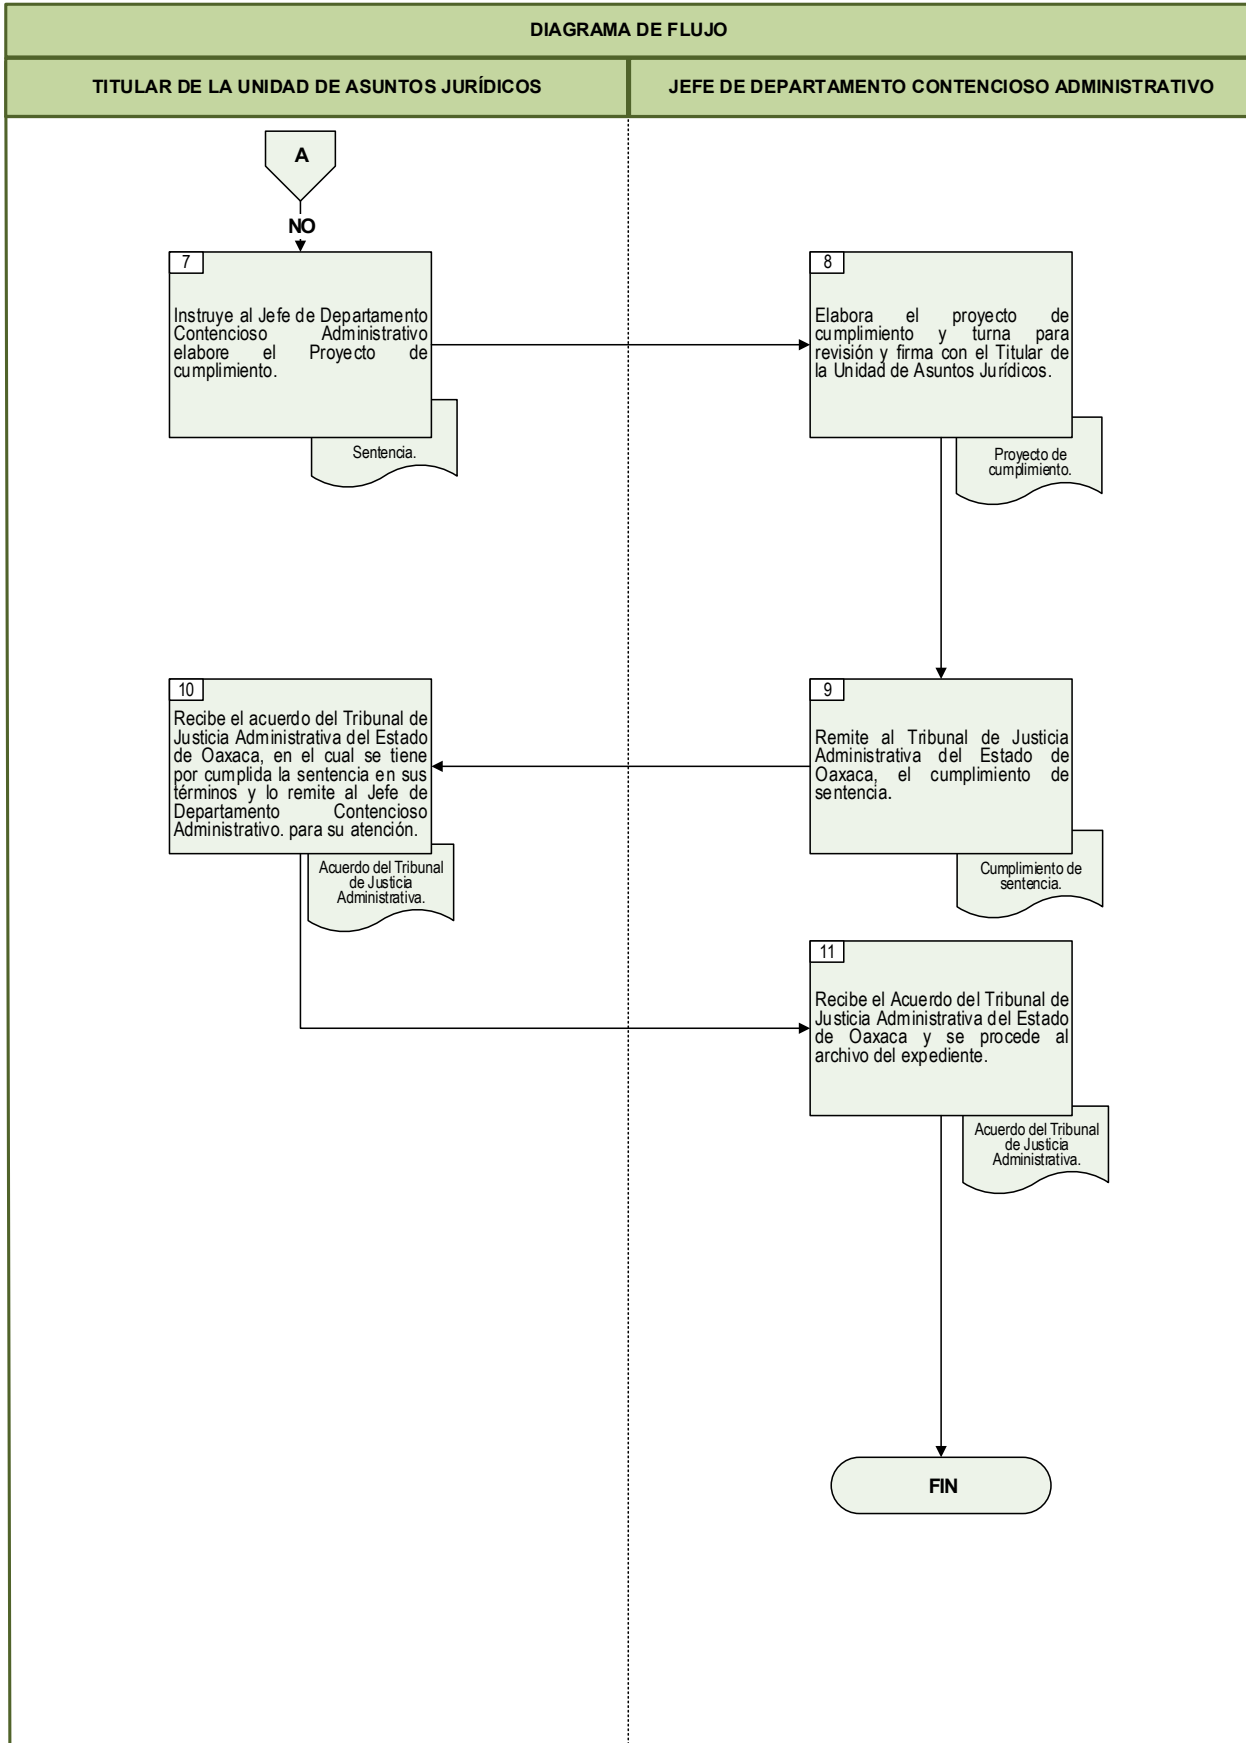 DIAGRAMA DE FLUJO
TITULAR DE LA UNIDAD DE ASUNTOS JURÍDICOS
JEFE DE DEPARTAMENTO CONTENCIOSO ADMINISTRATIVO
A
NO
7
Instruye al Jefe de Departamento
Contencioso Administrativo
elabore el Proyecto de
cumplimiento.
Sentencia.
8
Elabora el proyecto de
cumplimiento y turna para
revisión y firma con el Titular de
la Unidad de Asuntos Jurídicos.
Proyecto de
cumplimiento.
10
Recibe el acuerdo del Tribunal de
Justicia Administrativa del Estado
de Oaxaca, en el cual se tiene
por cumplida la sentencia en sus
términos y lo remite al Jefe de
Departamento Contencioso
Administrativo. para su atención.
Acuerdo del Tribunal
de Justicia
Administrativa.
9
Remite al Tribunal de Justicia
Administrativa del Estado de
Oaxaca, el cumplimiento de
sentencia.
Cumplimiento de
sentencia.
11
Recibe el Acuerdo del Tribunal de
Justicia Administrativa del Estado
de Oaxaca y se procede al
archivo del expediente.
Acuerdo del Tribunal
de Justicia
Administrativa.
FIN